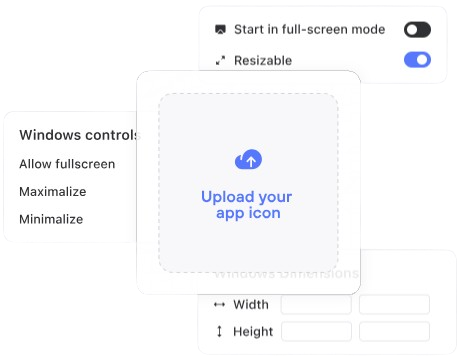 Start in full-screen mode
Resizable
Windows controls
Allow fullscreen
Maximalize
Minimalize
Upload your
app icon
Windows Dimensions
Width
Height